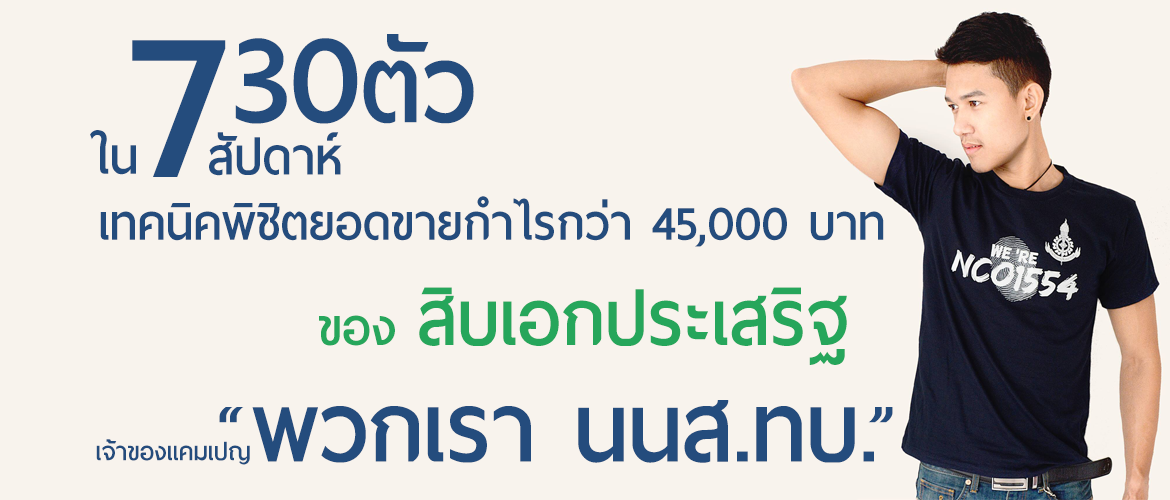 30ตัว
ใน 7 สัปดาห์
เทคนิคพิชิตยอดขายกำไรกว่า 45,000 บาท
ของ สิบเอกประเสริฐ
เจ้าของแคมเปญ “พวกเรา นนส.ทบ.”
WE'RE
NCO1554